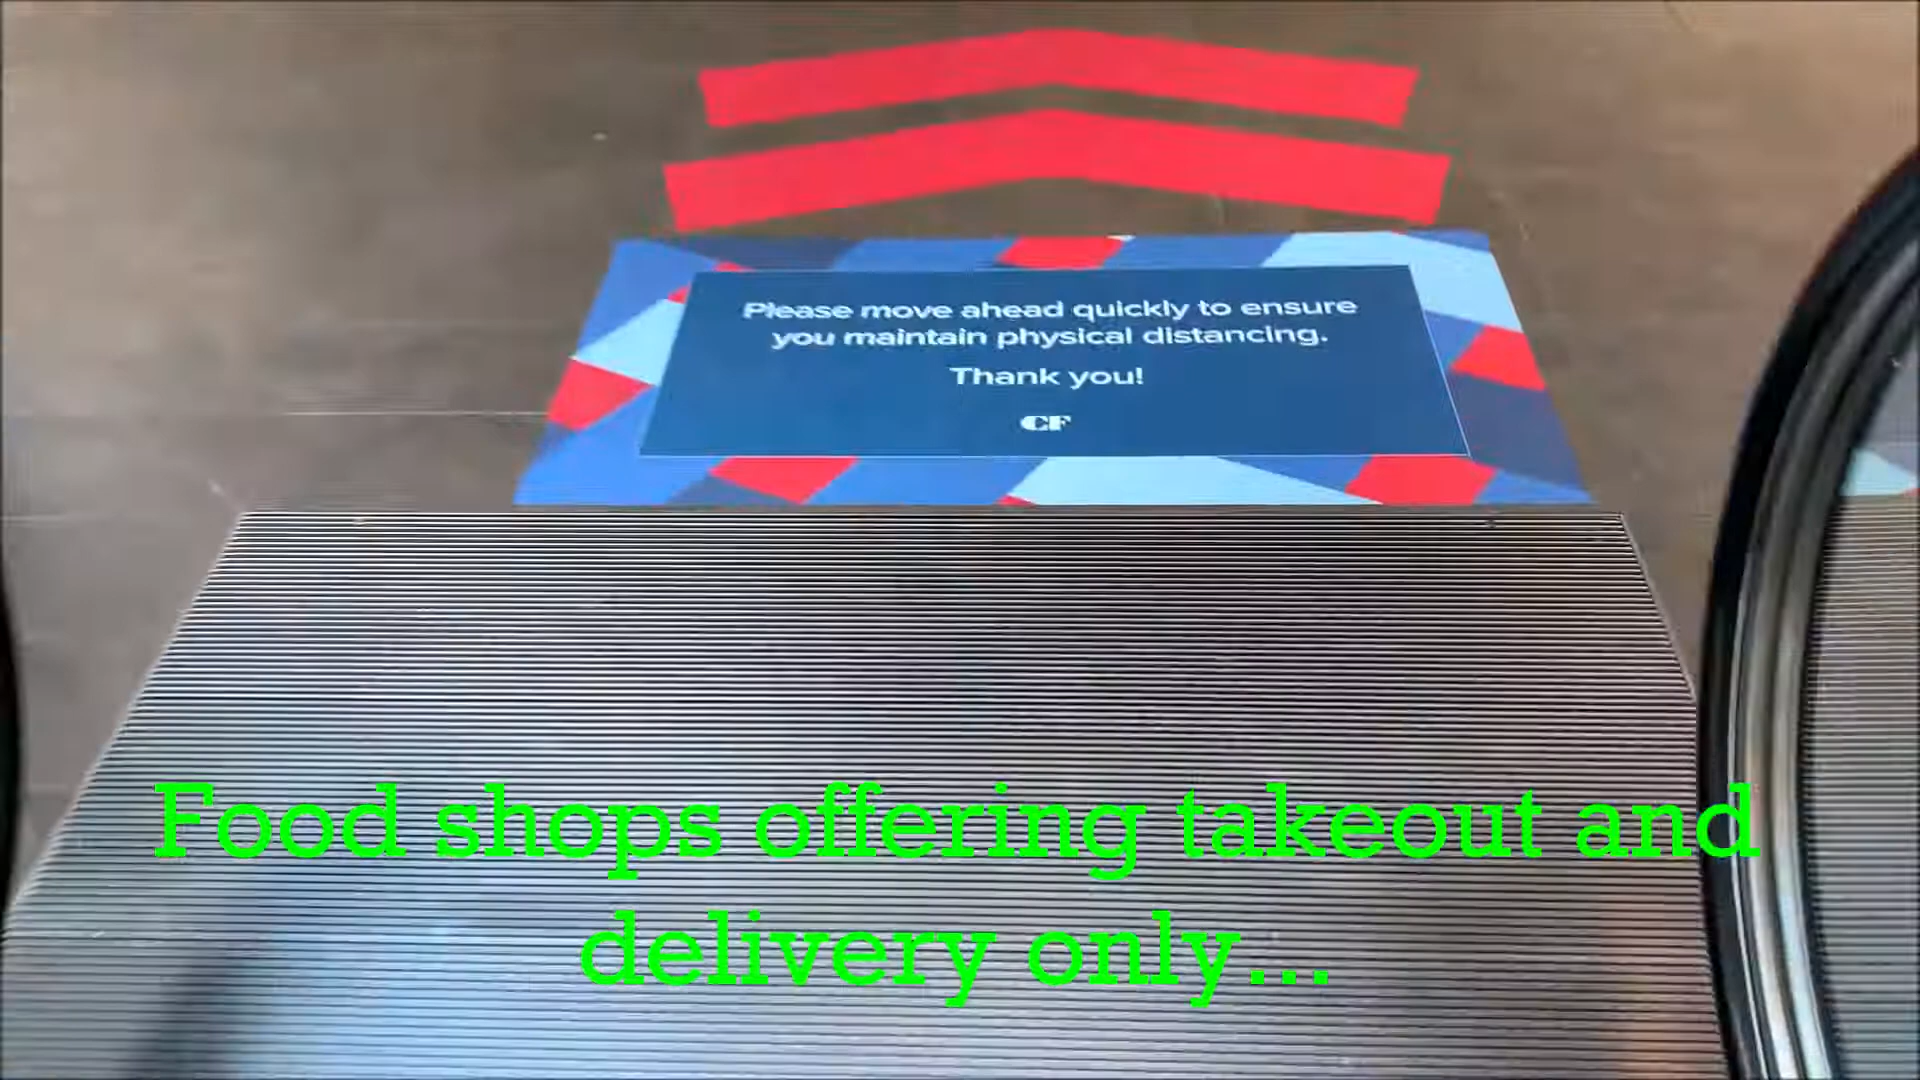 Please move ahead quickly to ensure
you maintain physical distancing.
Thank you!
CF
Food shops offering takeout and
delivery only...